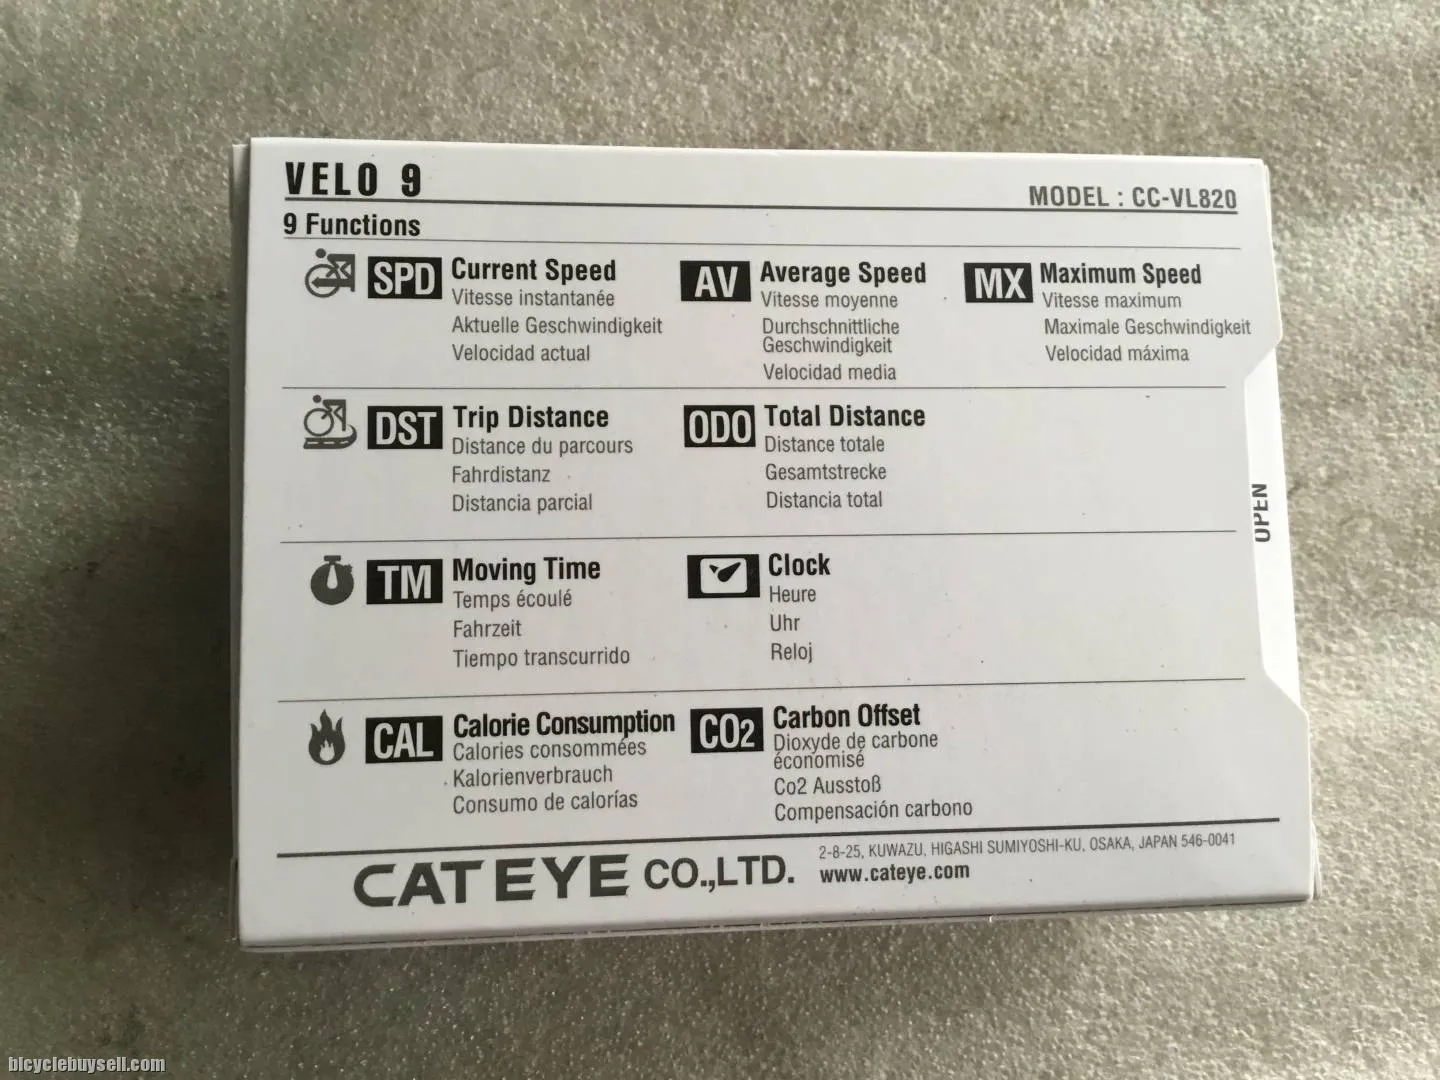 VELO 9
MODEL : CC-VL820
9 Functions
SPD Current Speed
Vitesse instantanée
Aktuelle Geschwindigkeit
Velocidad actual
AV Average Speed
Vitesse moyenne
Durchschnittliche
Geschwindigkeit
Velocidad media
MX Maximum Speed
Vitesse maximum
Maximale Geschwindigkeit
Velocidad máxima
DST Trip Distance
Distance du parcours
Fahrdistanz
Distancia parcial
ODO Total Distance
Distance totale
Gesamtstrecke
Distancia total
OPEN
TM Moving Time
Temps écoulé
Fahrzeit
Tiempo transcurrido
Clock
Heure
Uhr
Reloj
CAL Calorie Consumption
Calories consommées
Kalorienverbrauch
Consumo de calorías
CO2 Carbon Offset
Dioxyde de carbone
économisé
Co2 Ausstoß
Compensación carbono
CATEYE CO.,LTD.
2-8-25, KUWAZU, HIGASHI SUMIYOSHI-KU, OSAKA, JAPAN 546-0041
www.cateye.com
bicyclebuysell.com